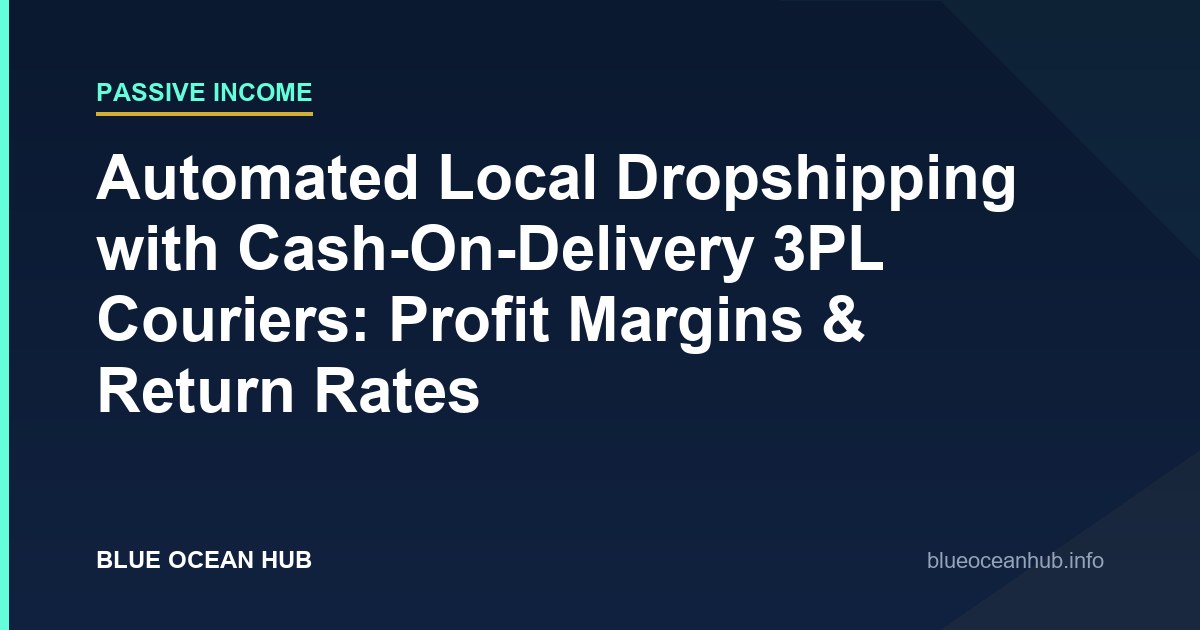 PASSIVE INCOME
Automated Local Dropshipping
with Cash-On-Delivery 3PL
Couriers: Profit Margins &
Return Rates
BLUE OCEAN HUB
blueoceanhub.info